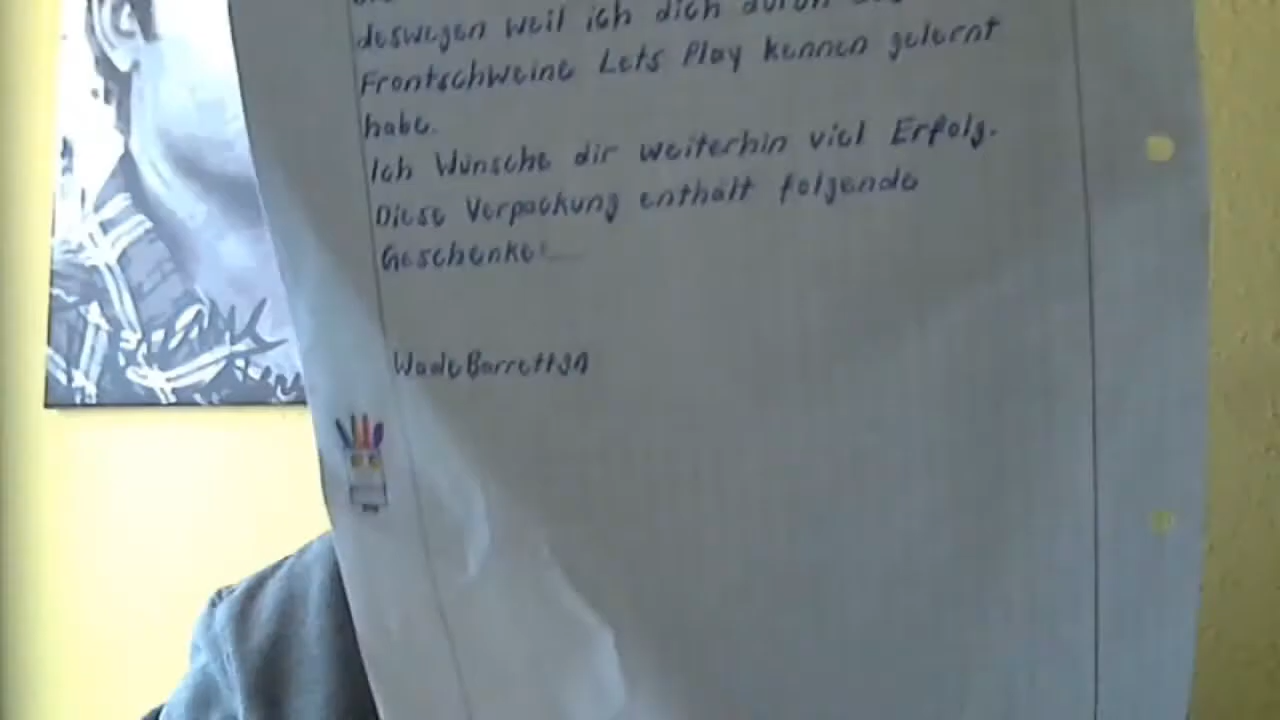 deswegen weil ich dich durch
Frontschweine Lets Play kennen gelernt
habe.
Ich Wünsche dir weiterhin viel Erfolg.
Diese Verpackung enthält folgende
Geschenke:
WadeBarrett